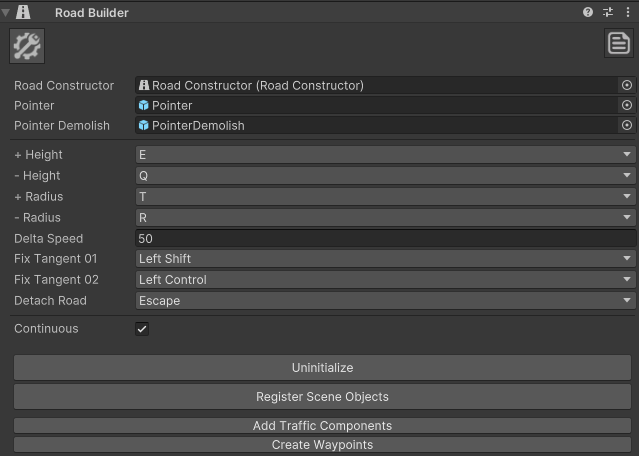 Road Builder
Road Constructor Road Constructor (Road Constructor)
Pointer Pointer
Pointer Demolish PointerDemolish
+ Height E
- Height Q
+ Radius T
- Radius R
Delta Speed 50
Fix Tangent 01 Left Shift
Fix Tangent 02 Left Control
Detach Road Escape
Continuous
Uninitialize
Register Scene Objects
Add Traffic Components
Create Waypoints